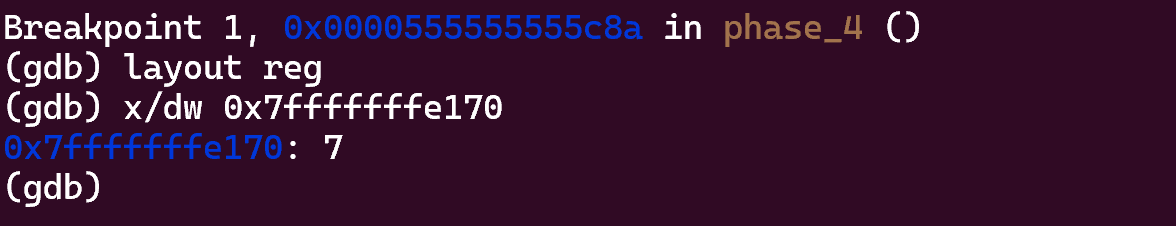 Breakpoint 1, 0x0000555555555c8a in phase_4 ()
(gdb) layout reg
(gdb) x/dw 0x7fffffffe170
0x7fffffffe170: 7
(gdb)